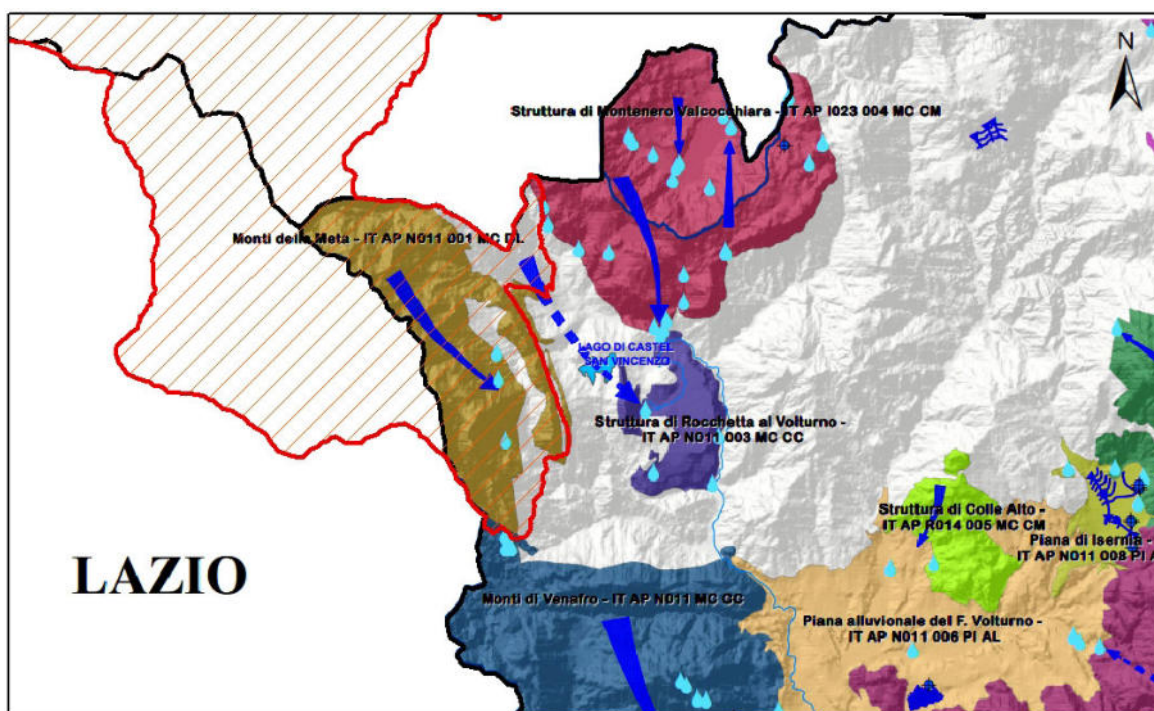 N
Struttura di Montenero Valcocchiara - IT AP I023 004 MC CM
Monti della Meta - IT AP N011 001 MC DL
LAGO DI CASTEL
SAN VINCENZO
Struttura di Rocchetta al Volturno -
IT AP N011 003 MC CC
Struttura di Colle Alto -
IT AP R014 005 MC CM
Piana di Isernia -
IT AP N011 008 PI A
LAZIO
Monti di Venafro - IT AP N011 MC CC
Piana alluvionale del F. Volturno -
IT AP N011 006 PI AL